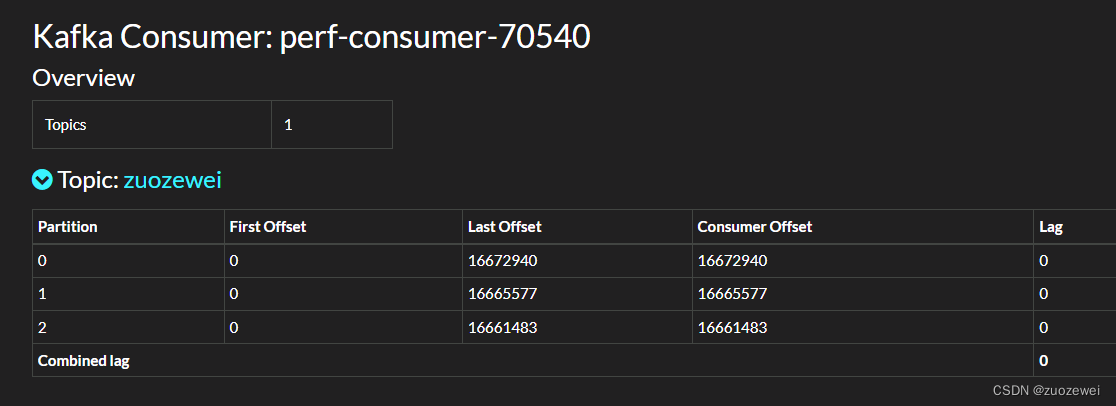 Kafka Consumer: perf-consumer-70540
Overview
Topics 1
Topic: zuozewei
Partition First Offset Last Offset Consumer Offset Lag
0 0 16672940 16672940 0
1 0 16665577 16665577 0
2 0 16661483 16661483 0
Combined lag 0
CSDN @zuozewei